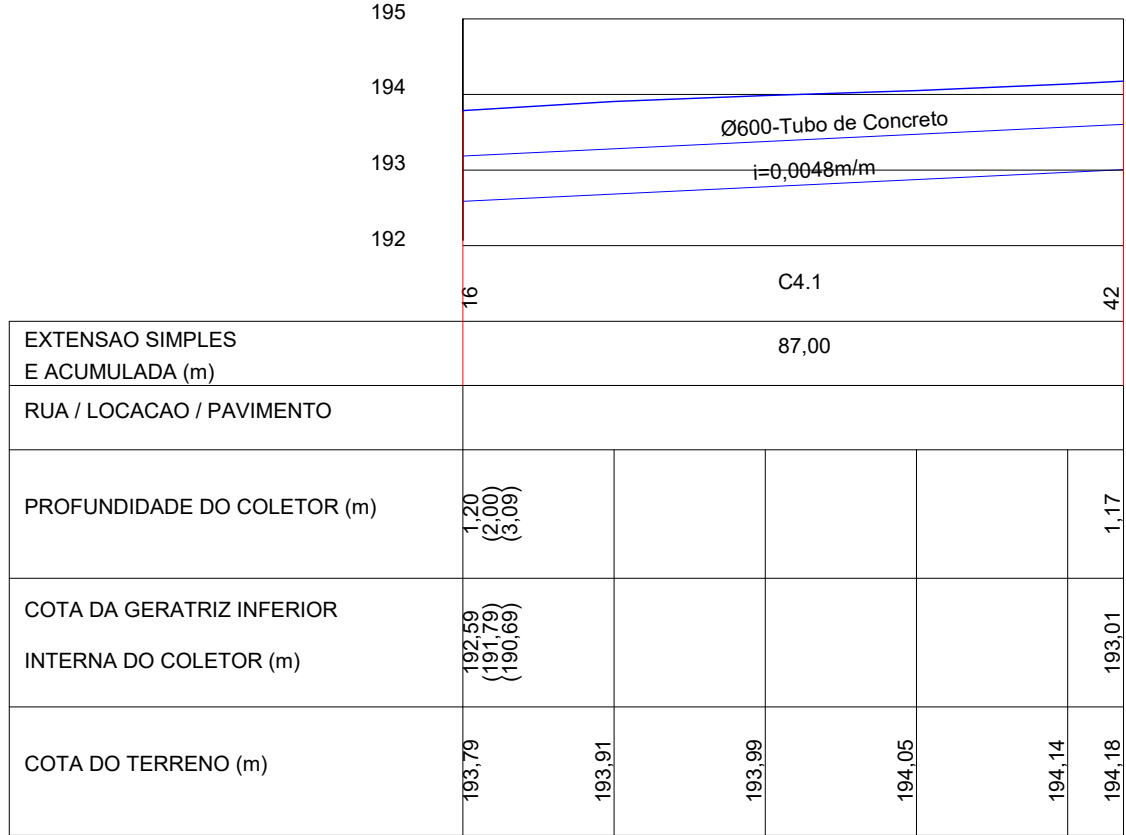 195
194
193
192
Ø600-Tubo de Concreto
i=0,0048m/m
16
C4.1
42
EXTENSAO SIMPLES
E ACUMULADA (m)
87,00
RUA / LOCACAO / PAVIMENTO
PROFUNDIDADE DO COLETOR (m)
1,20
(2,00)
(3,09)
1,17
COTA DA GERATRIZ INFERIOR
INTERNA DO COLETOR (m)
192,59
(191,79)
(190,69)
193,01
COTA DO TERRENO (m)
193,79
193,91
193,99
194,05
194,14
194,18